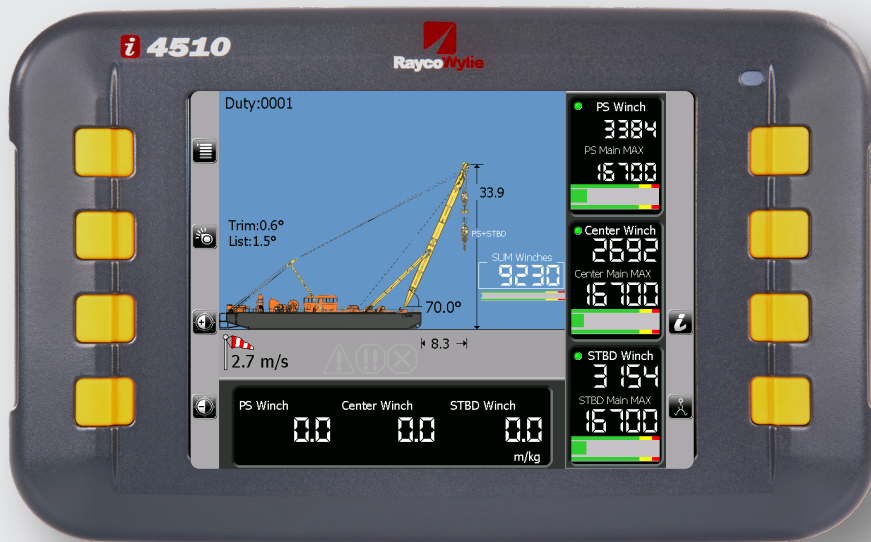 i 4510
RaycoWylie
Duty:0001
33.9
Trim:0.6°
List:1.5°
PS+STBD
SUM Winches
9230
70.0°
8.3
2.7 m/s
PS Winch
3384
PS Main MAX
16700
Center Winch
2692
Center Main MAX
16700
STBD Winch
3154
STBD Main MAX
16700
i
PS Winch Center Winch STBD Winch
0.0 0.0 0.0
m/kg